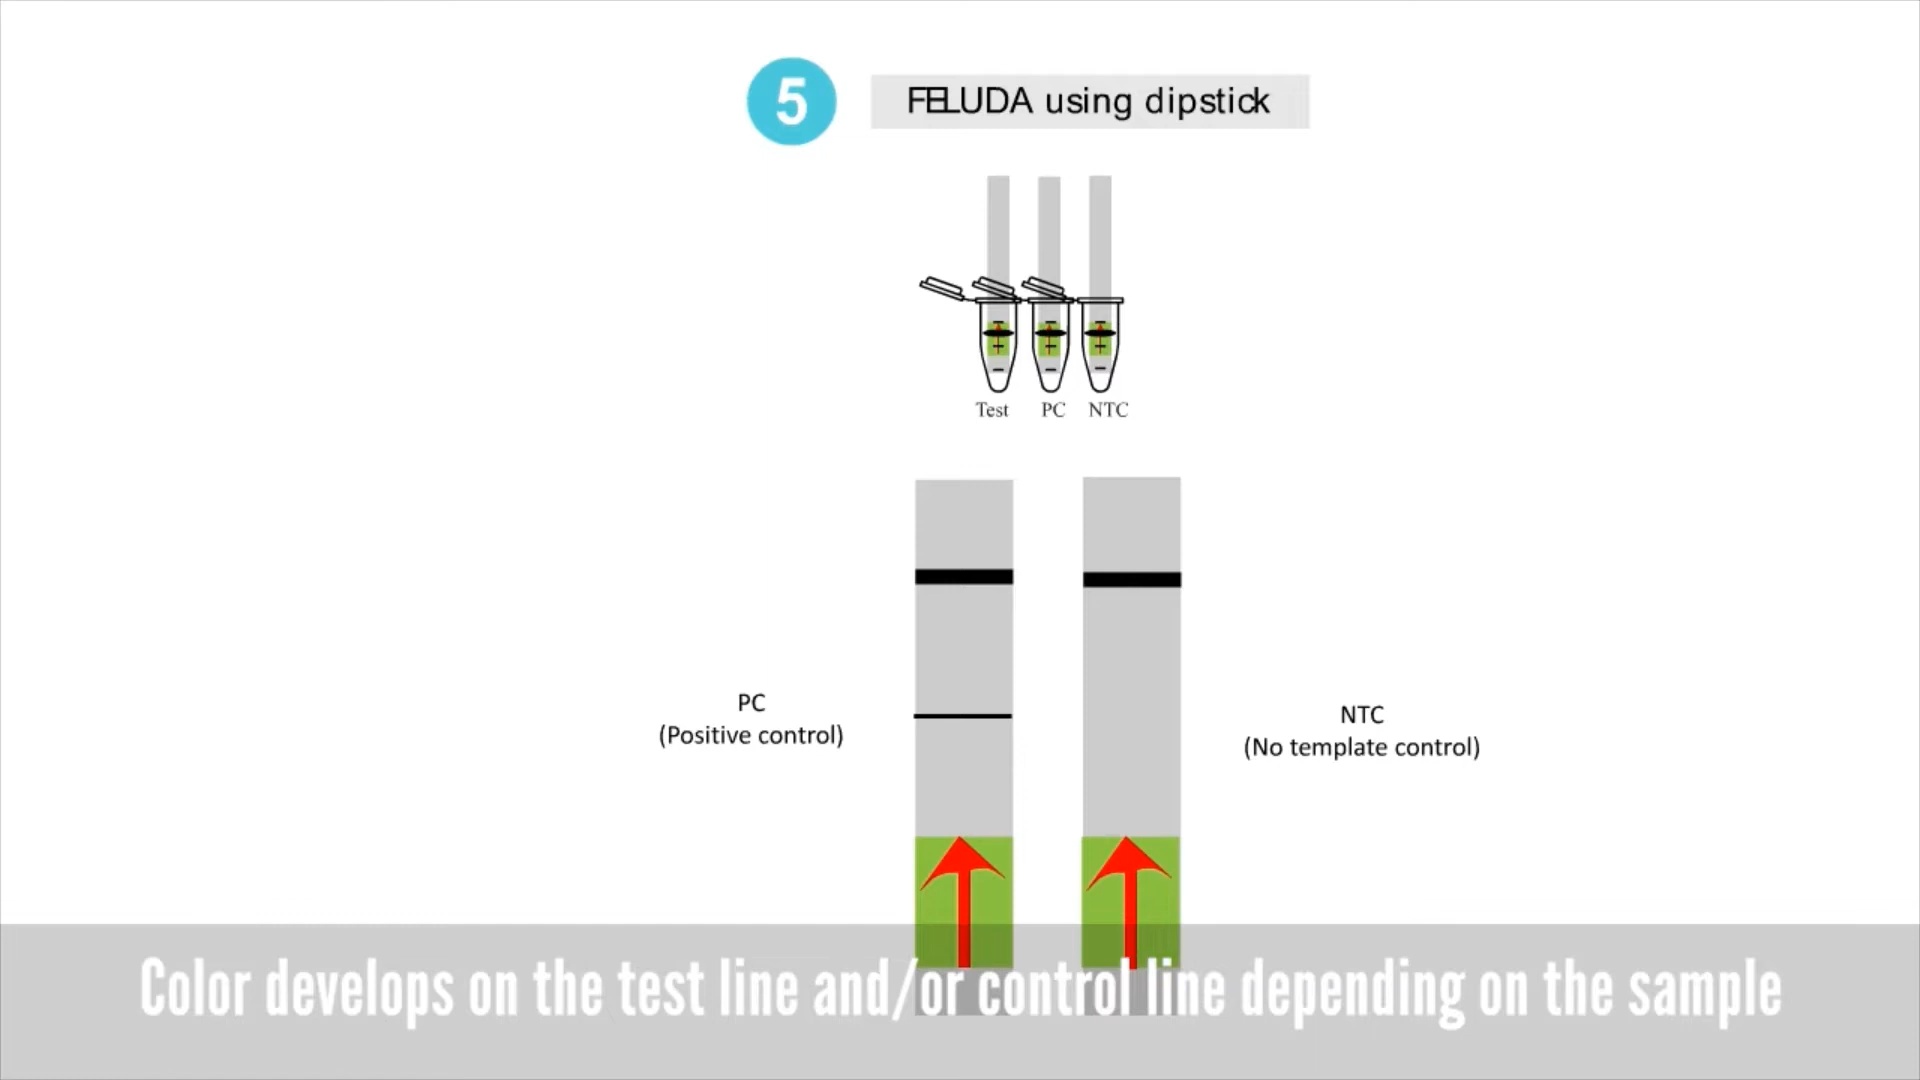 5
FELUDA using dipstick
Test PC NTC
PC
(Positive control)
NTC
(No template control)
Color develops on the test line and/or control line depending on the sample